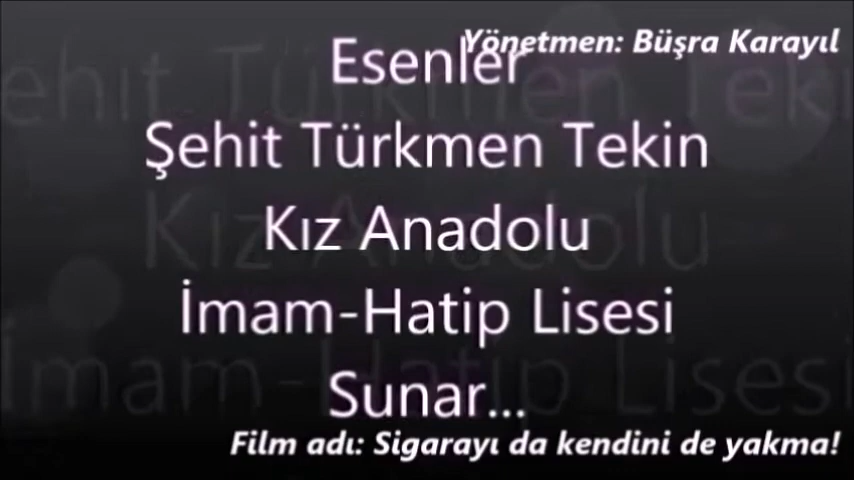 Yönetmen: Büşra Karayıl
Esenler
Şehit Türkmen Tekin
Kız Anadolu
İmam-Hatip Lisesi
Sunar...
Film adı: Sigarayı da kendini de yakma!